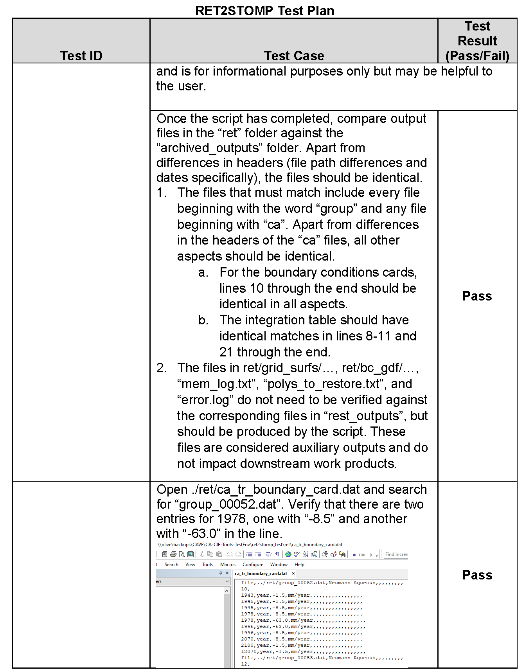 RET2STOMP Test Plan
Test ID
Test Case
Test
Result
(Pass/Fail)
and is for informational purposes only but may be helpful to
the user.
Once the script has completed, compare output
files in the “ret” folder against the
“archived_outputs” folder. Apart from
differences in headers (file path differences and
dates specifically), the files should be identical.
1. The files that must match include every file
beginning with the word “group” and any file
beginning with “ca”. Apart from differences
in the headers of the “ca” files, all other
aspects should be identical.
a. For the boundary conditions cards,
lines 10 through the end should be
identical in all aspects.
b. The integration table should have
identical matches in lines 8-11 and
21 through the end.
2. The files in ret/grid_surfs/…, ret/bc_gdf/…,
“mem_log.txt”, “polys_to_restore.txt”, and
“error.log” do not need to be verified against
the corresponding files in “rest_outputs”, but
should be produced by the script. These
files are considered auxiliary outputs and do
not impact downstream work products.
Pass
Open ./ret/ca_tr_boundary_card.dat and search
for “group_00052.dat”. Verify that there are two
entries for 1978, one with “-8.5” and another
with “-63.0” in the line.
Search View Tools Macro Configure Window Help
ca_tr_boundary_card.dat
Pass